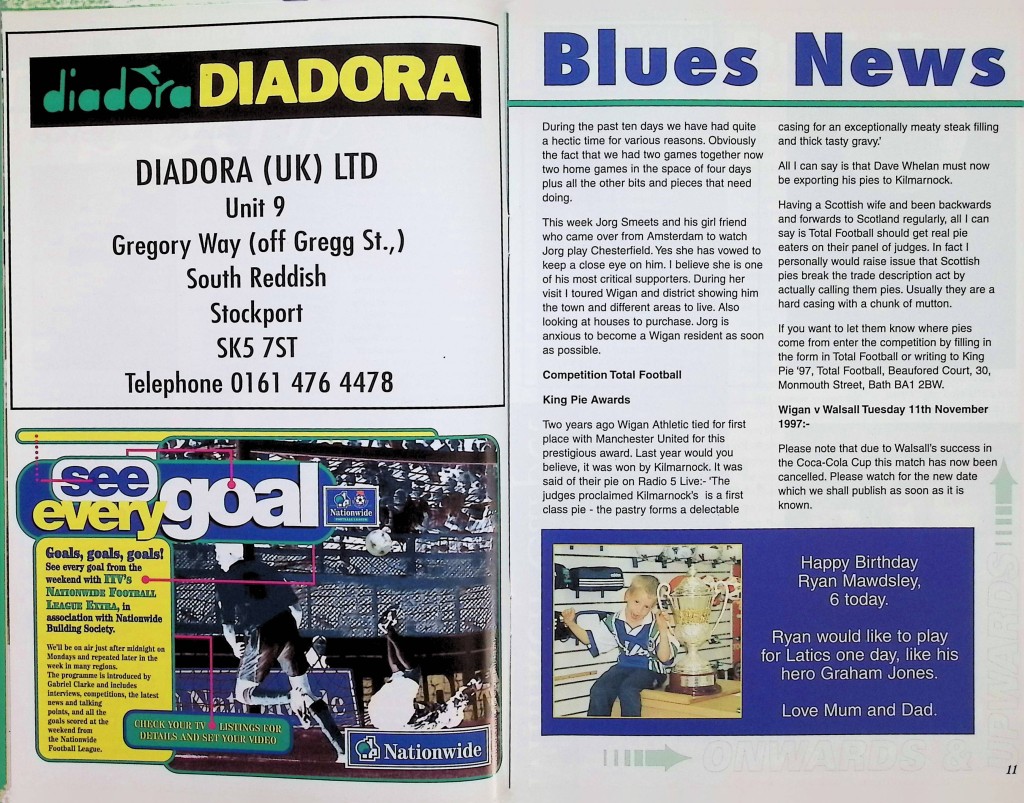 diadora DIADORA
DIADORA (UK) LTD
Unit 9
Gregory Way (off Gregg St.,)
South Reddish
Stockport
SK5 7ST
Telephone 0161 476 4478
see
every goal
Nationwide
FOOTBALL LEAGUE
Goals, goals, goals!
See every goal from the
weekend with ITV'S
NATIONWIDE FOOTBALL
LEAGUE EXTRA, in
association with Nationwide
Building Society.
We'll be on air just after midnight on
Mondays and repeated later in the
week in many regions.
The programme is introduced by
Gabriel Clarke and includes
interviews, competitions, the latest
news and talking
points, and all the
goals scored at the
weekend from
the Nationwide
Football League.
CHECK YOUR TV LISTINGS FOR
DETAILS AND SET YOUR VIDEO
Nationwide
Nationwide
Blues News
During the past ten days we have had quite
a hectic time for various reasons. Obviously
the fact that we had two games together now
two home games in the space of four days
plus all the other bits and pieces that need
doing.
This week Jorg Smeets and his girl friend
who came over from Amsterdam to watch
Jorg play Chesterfield. Yes she has vowed to
keep a close eye on him. I believe she is one
of his most critical supporters. During her
visit I toured Wigan and district showing him
the town and different areas to live. Also
looking at houses to purchase. Jorg is
anxious to become a Wigan resident as soon
as possible.
Competition Total Football
King Pie Awards
Two years ago Wigan Athletic tied for first
place with Manchester United for this
prestigious award. Last year would you
believe, it was won by Kilmarnock. It was
said of their pie on Radio 5 Live:- 'The
judges proclaimed Kilmarnock's is a first
class pie - the pastry forms a delectable
casing for an exceptionally meaty steak filling
and thick tasty gravy.'
All I can say is that Dave Whelan must now
be exporting his pies to Kilmarnock.
Having a Scottish wife and been backwards
and forwards to Scotland regularly, all I can
say is Total Football should get real pie
eaters on their panel of judges. In fact I
personally would raise issue that Scottish
pies break the trade description act by
actually calling them pies. Usually they are a
hard casing with a chunk of mutton.
If you want to let them know where pies
come from enter the competition by filling in
the form in Total Football or writing to King
Pie '97, Total Football, Beaufored Court, 30,
Monmouth Street, Bath BA1 2BW.
Wigan v Walsall Tuesday 11th November
1997:-
Please note that due to Walsall's success in
the Coca-Cola Cup this match has now been
cancelled. Please watch for the new date
which we shall publish as soon as it is
known.
Happy Birthday
Ryan Mawdsley,
6 today.
Ryan would like to play
for Latics one day, like his
hero Graham Jones.
Love Mum and Dad.
ONWARDS &
UPWARDS
11